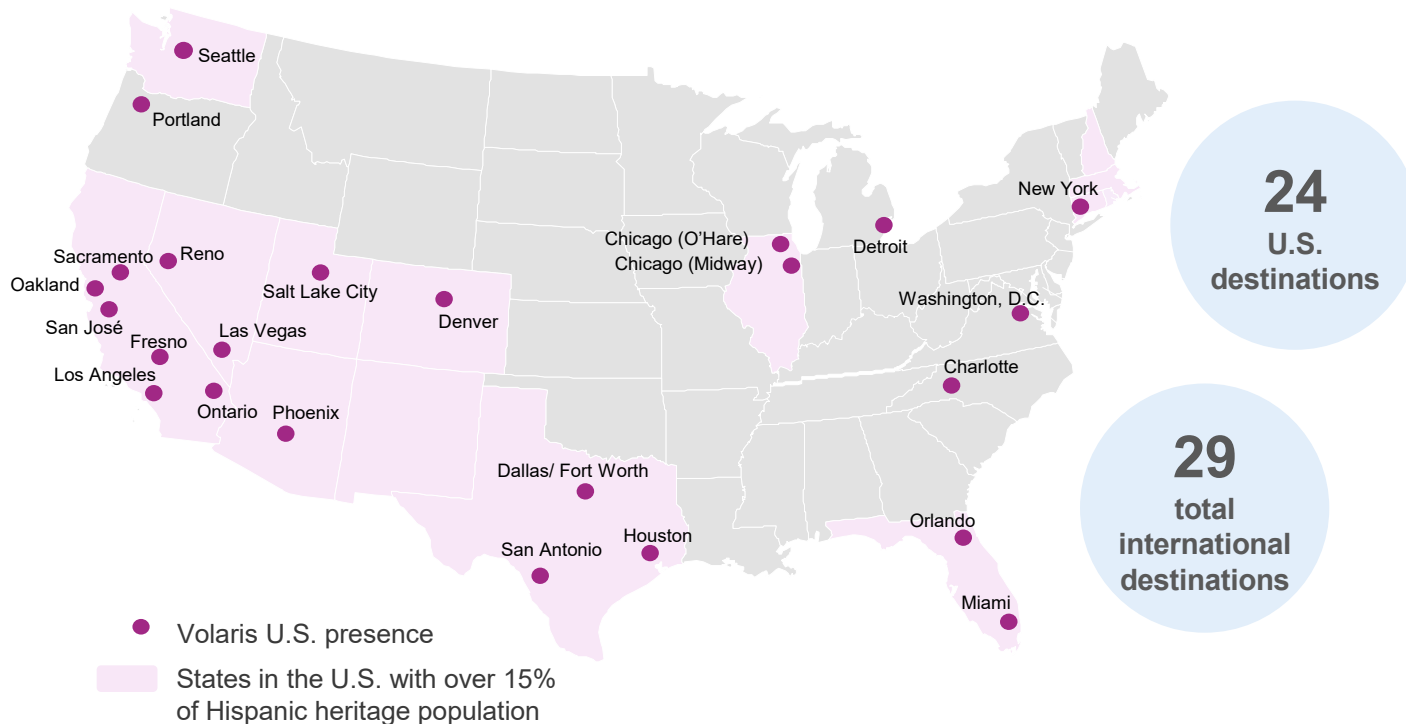 Seattle
Portland
New York
Chicago (O’Hare)
Detroit
Chicago (Midway)
Sacramento
Reno
Oakland
Salt Lake City
San José
Denver
Washington, D.C.
Las Vegas
Fresno
Los Angeles
Charlotte
Ontario
Phoenix
Dallas/ Fort Worth
Orlando
Houston
San Antonio
Miami
24
U.S.
destinations
29
total
international
destinations
Volaris U.S. presence
States in the U.S. with over 15%
of Hispanic heritage population